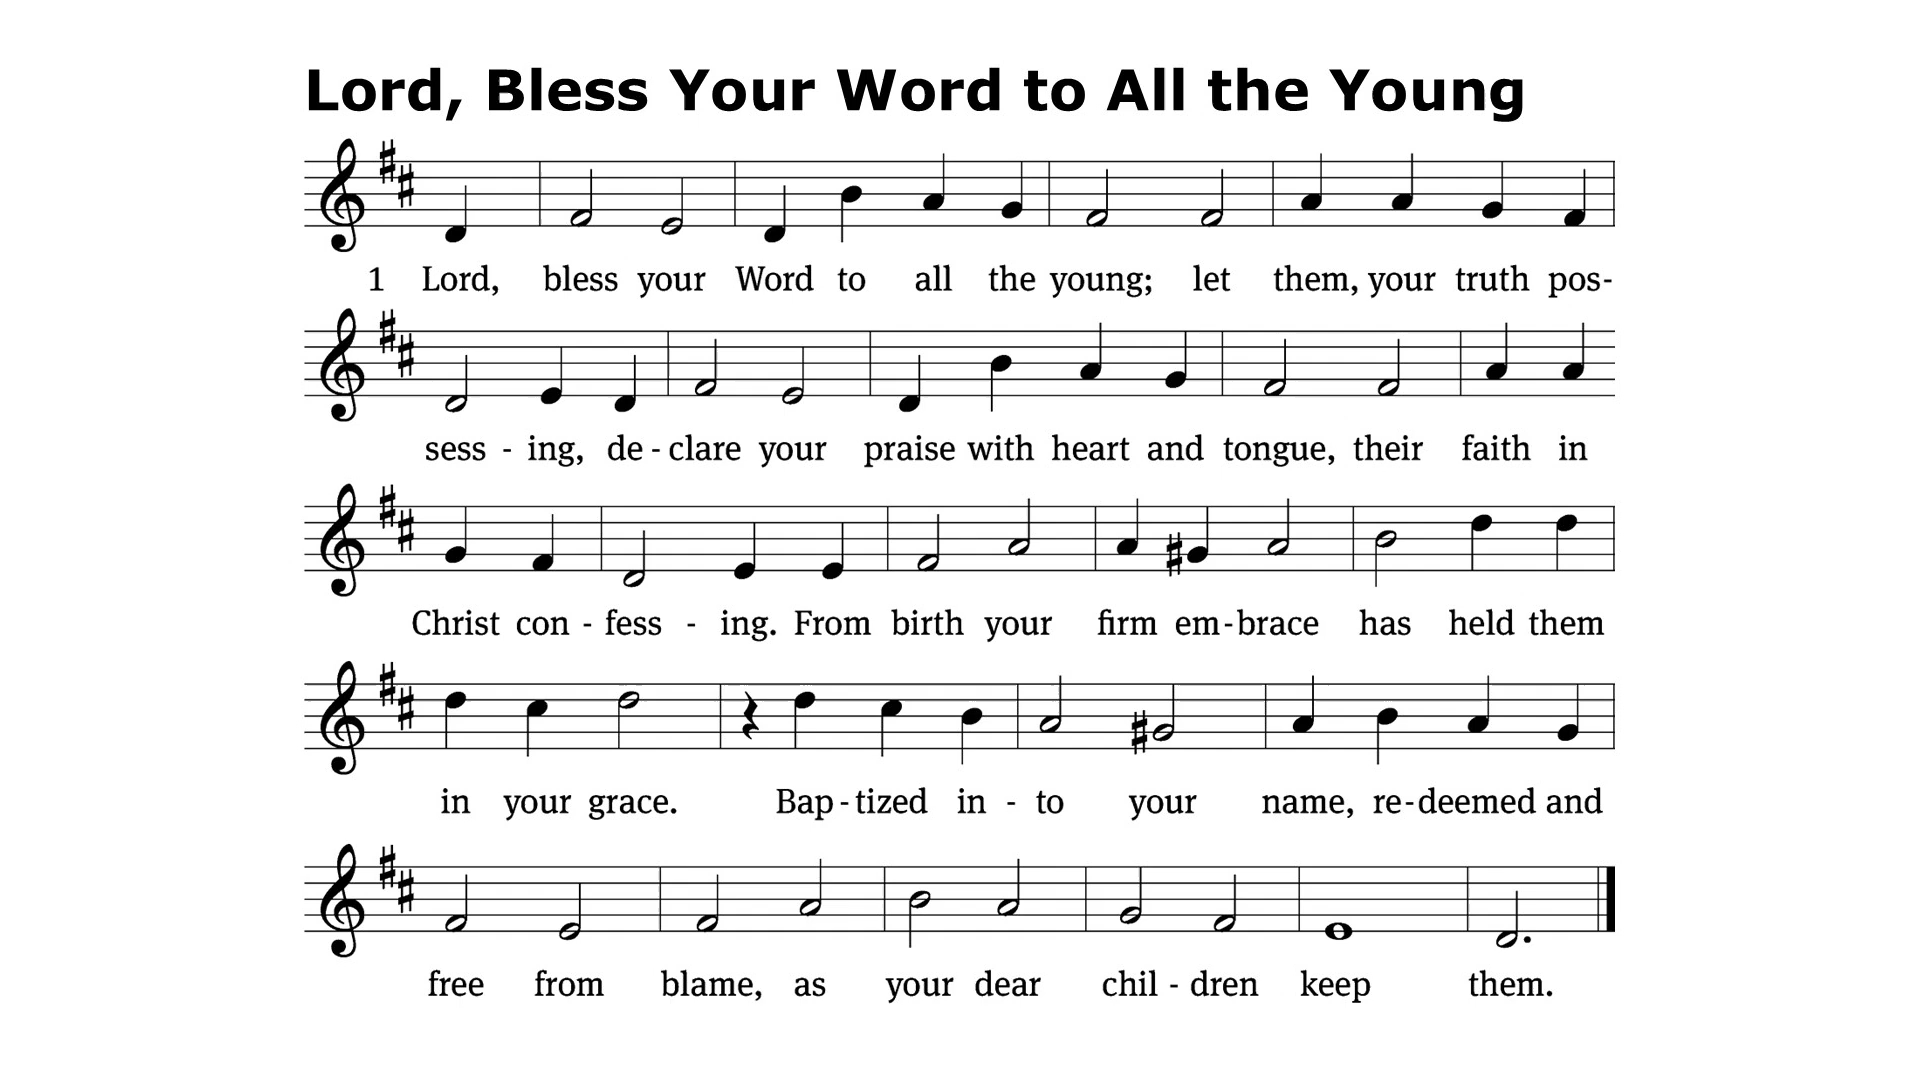 Lord, Bless Your Word to All the Young
1 Lord, bless your Word to all the young; let them, your truth pos-
sess - ing, de - clare your praise with heart and tongue, their faith in
Christ con - fess - ing. From birth your firm em - brace has held them
in your grace. Bap - tized in - to your name, re - deemed and
free from blame, as your dear chil - dren keep them.